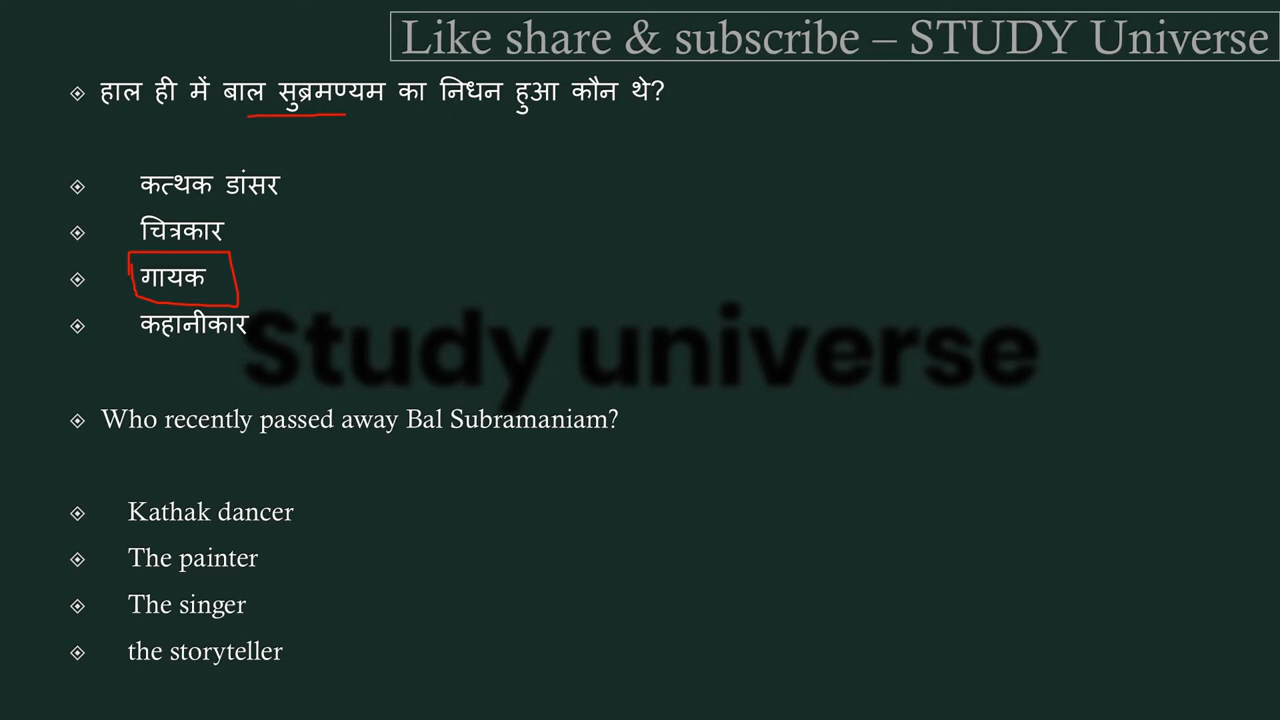 Like share & subscribe – STUDY Universe
हाल ही में बाल सुब्रमण्यम का निधन हुआ कौन थे?
कत्थक डांसर
चित्रकार
गायक
कहानीकार
Study universe
Who recently passed away Bal Subramaniam?
Kathak dancer
The painter
The singer
the storyteller